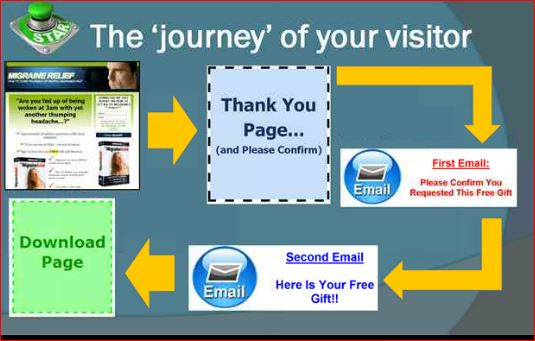 START
The 'journey' of your visitor
MIGRAINE RELIEF
"Are you fed up of being
woken at 3am with yet
another thumping
headache...?"
Thank You
Page...
(and Please Confirm)
First Email:
Please Confirm You
Requested This Free Gift
Email
Second Email
Here Is Your Free
Gift!!
Email
Download
Page